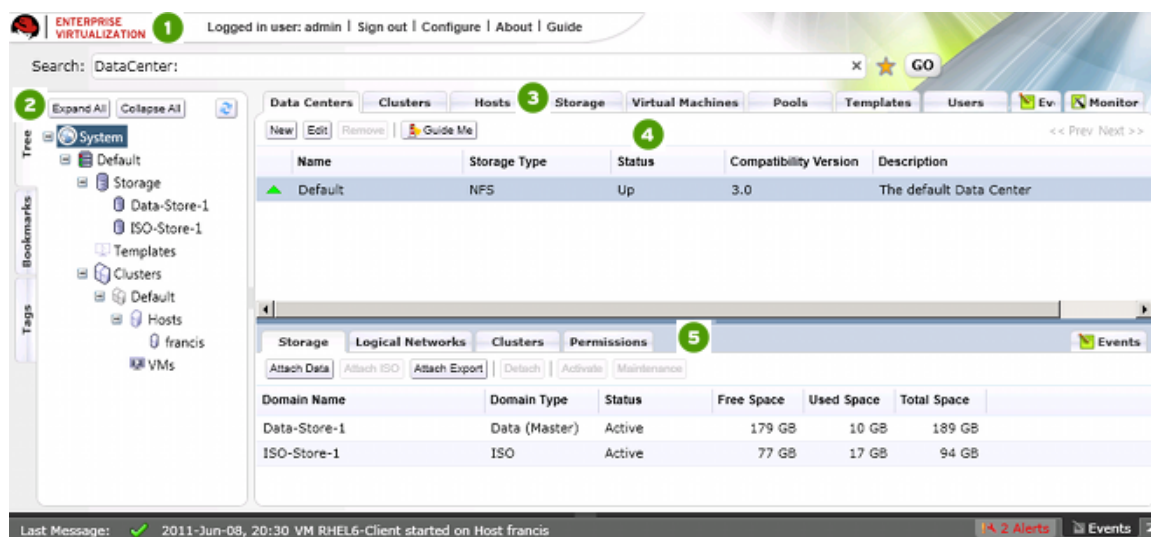 ENTERPRISE
VIRTUALIZATION
1
Logged in user: admin | Sign out | Configure | About | Guide
Search: DataCenter:
GO
2
Expand All
Collapse All
Tree
Bookmarks
Tags
System
Default
Storage
Data-Store-1
ISO-Store-1
Templates
Clusters
Default
Hosts
francis
VMs
Data Centers Clusters Hosts 3 Storage Virtual Machines Pools Templates Users Ev Monitor
New Edit Remove | Guide Me 4 << Prev Next >>
Name Storage Type Status Compatibility Version Description
Default NFS Up 3.0 The default Data Center
Storage Logical Networks Clusters Permissions 5 Events
Attach Data Attach ISO Attach Export | Detach | Activate Maintenance
Domain Name Domain Type Status Free Space Used Space Total Space
Data-Store-1 Data (Master) Active 179 GB 10 GB 189 GB
ISO-Store-1 ISO Active 77 GB 17 GB 94 GB
Last Message: 2011-Jun-08, 20:30 VM RHEL6-Client started on Host francis 2 Alerts Events